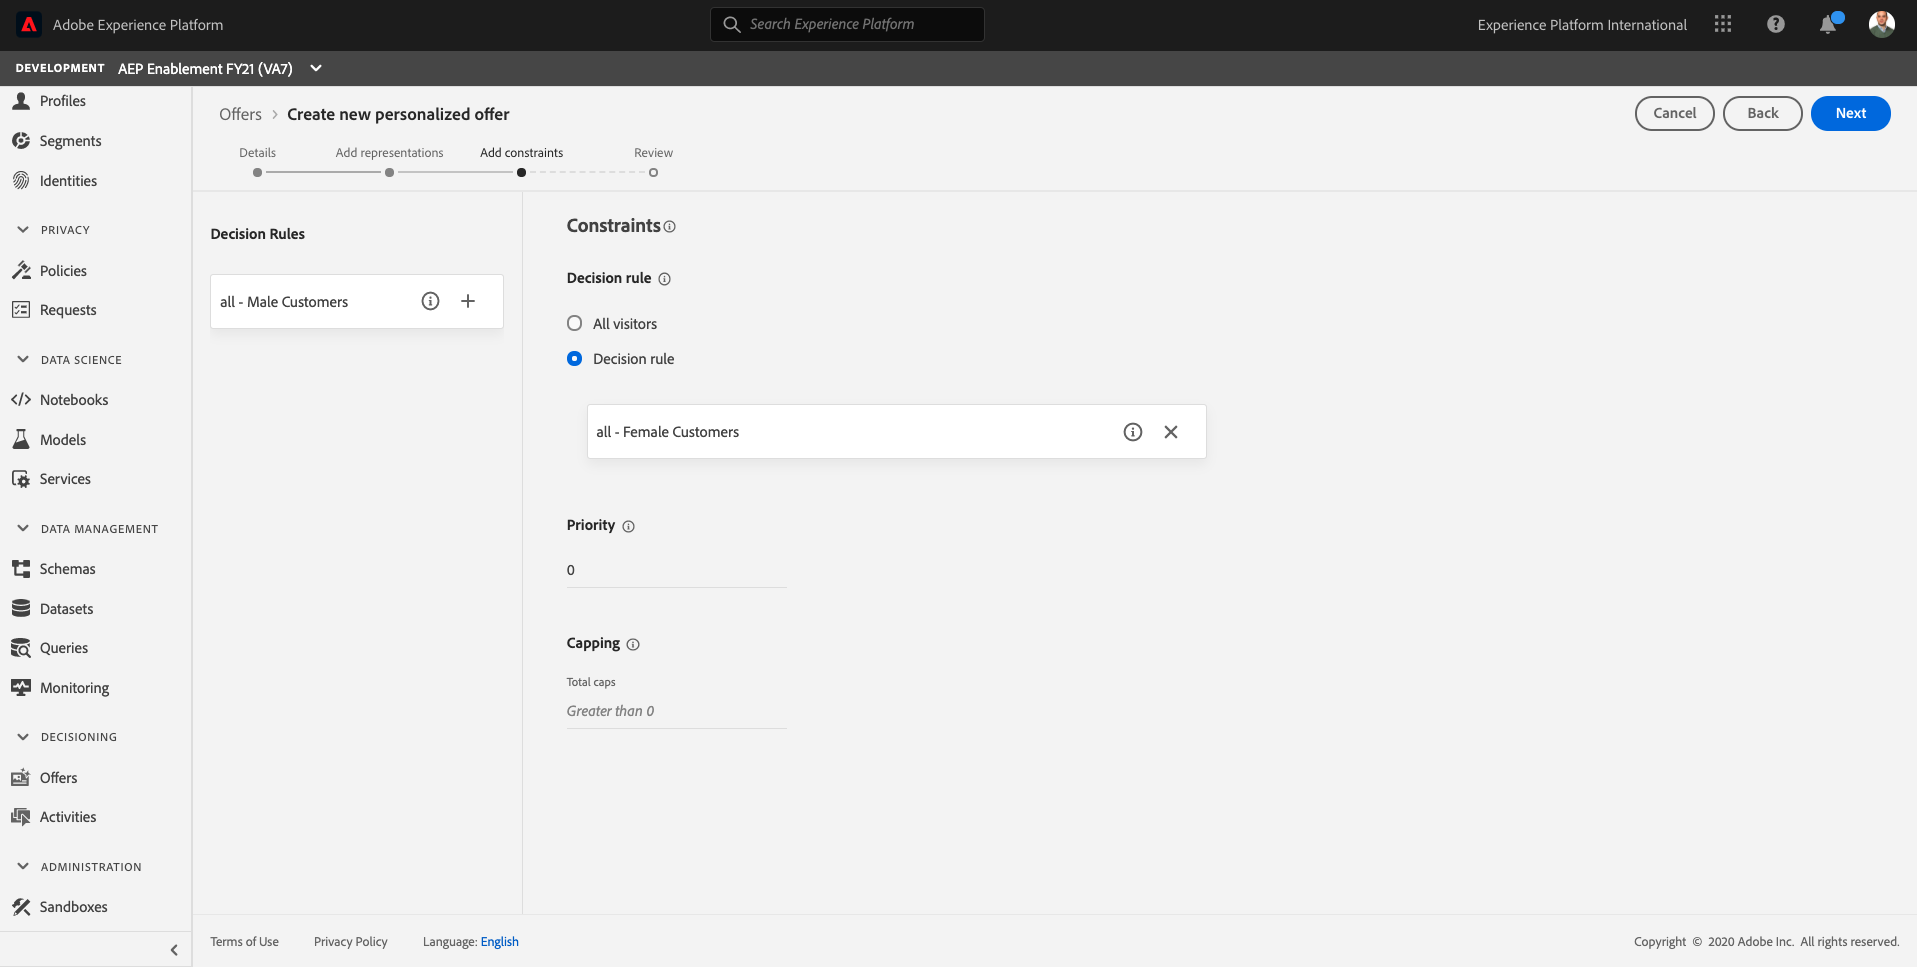 Adobe Experience Platform
Search Experience Platform
Experience Platform International
DEVELOPMENT AEP Enablement FY21 (VA7)
Profiles
Segments
Identities
PRIVACY
Policies
Requests
DATA SCIENCE
Notebooks
Models
Services
DATA MANAGEMENT
Schemas
Datasets
Queries
Monitoring
DECISIONING
Offers
Activities
ADMINISTRATION
Sandboxes
Offers > Create new personalized offer
Cancel
Back
Next
Details
Add representations
Add constraints
Review
Decision Rules
all - Male Customers
Constraints
Decision rule
All visitors
Decision rule
all - Female Customers
Priority
0
Capping
Total caps
Greater than 0
Terms of Use
Privacy Policy
Language: English
Copyright © 2020 Adobe Inc. All rights reserved.